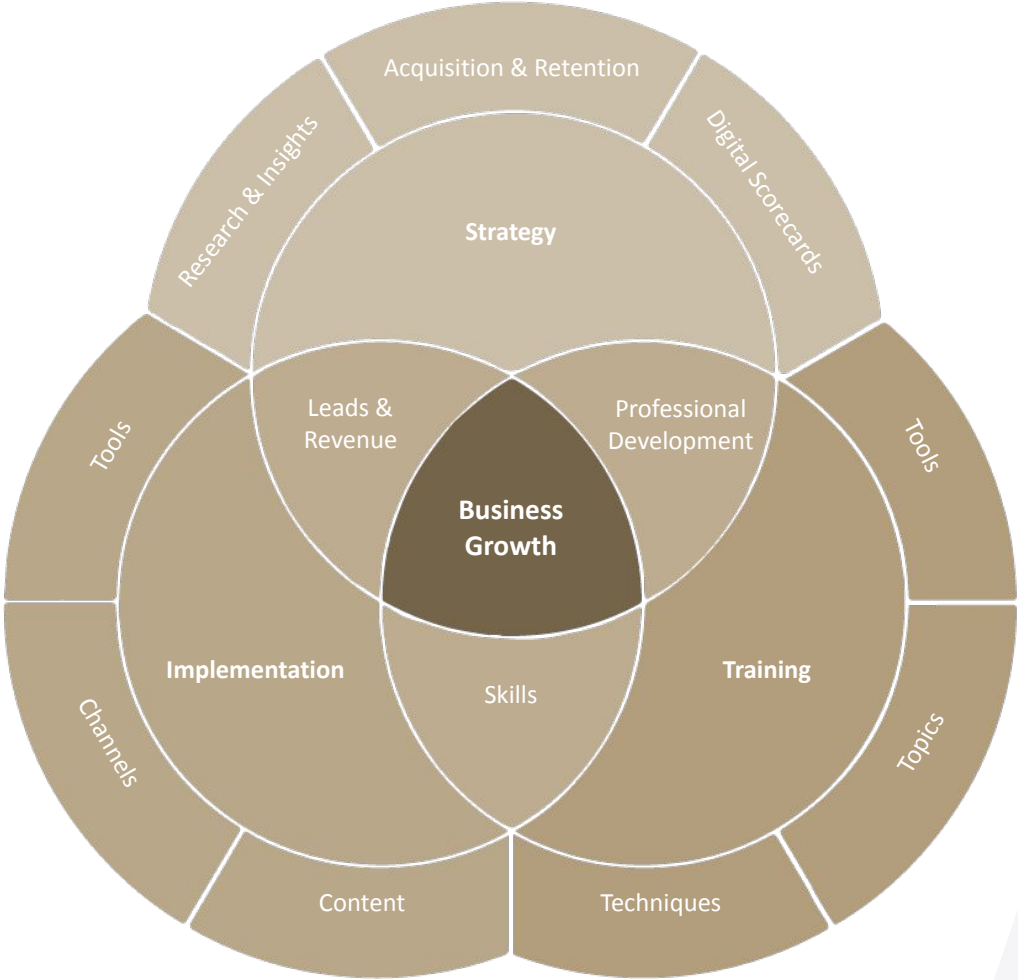 Acquisition & Retention
Research & Insights
Digital Scorecards
Strategy
Leads &
Revenue
Professional
Development
Tools
Tools
Business
Growth
Implementation
Training
Skills
Channels
Topics
Content
Techniques